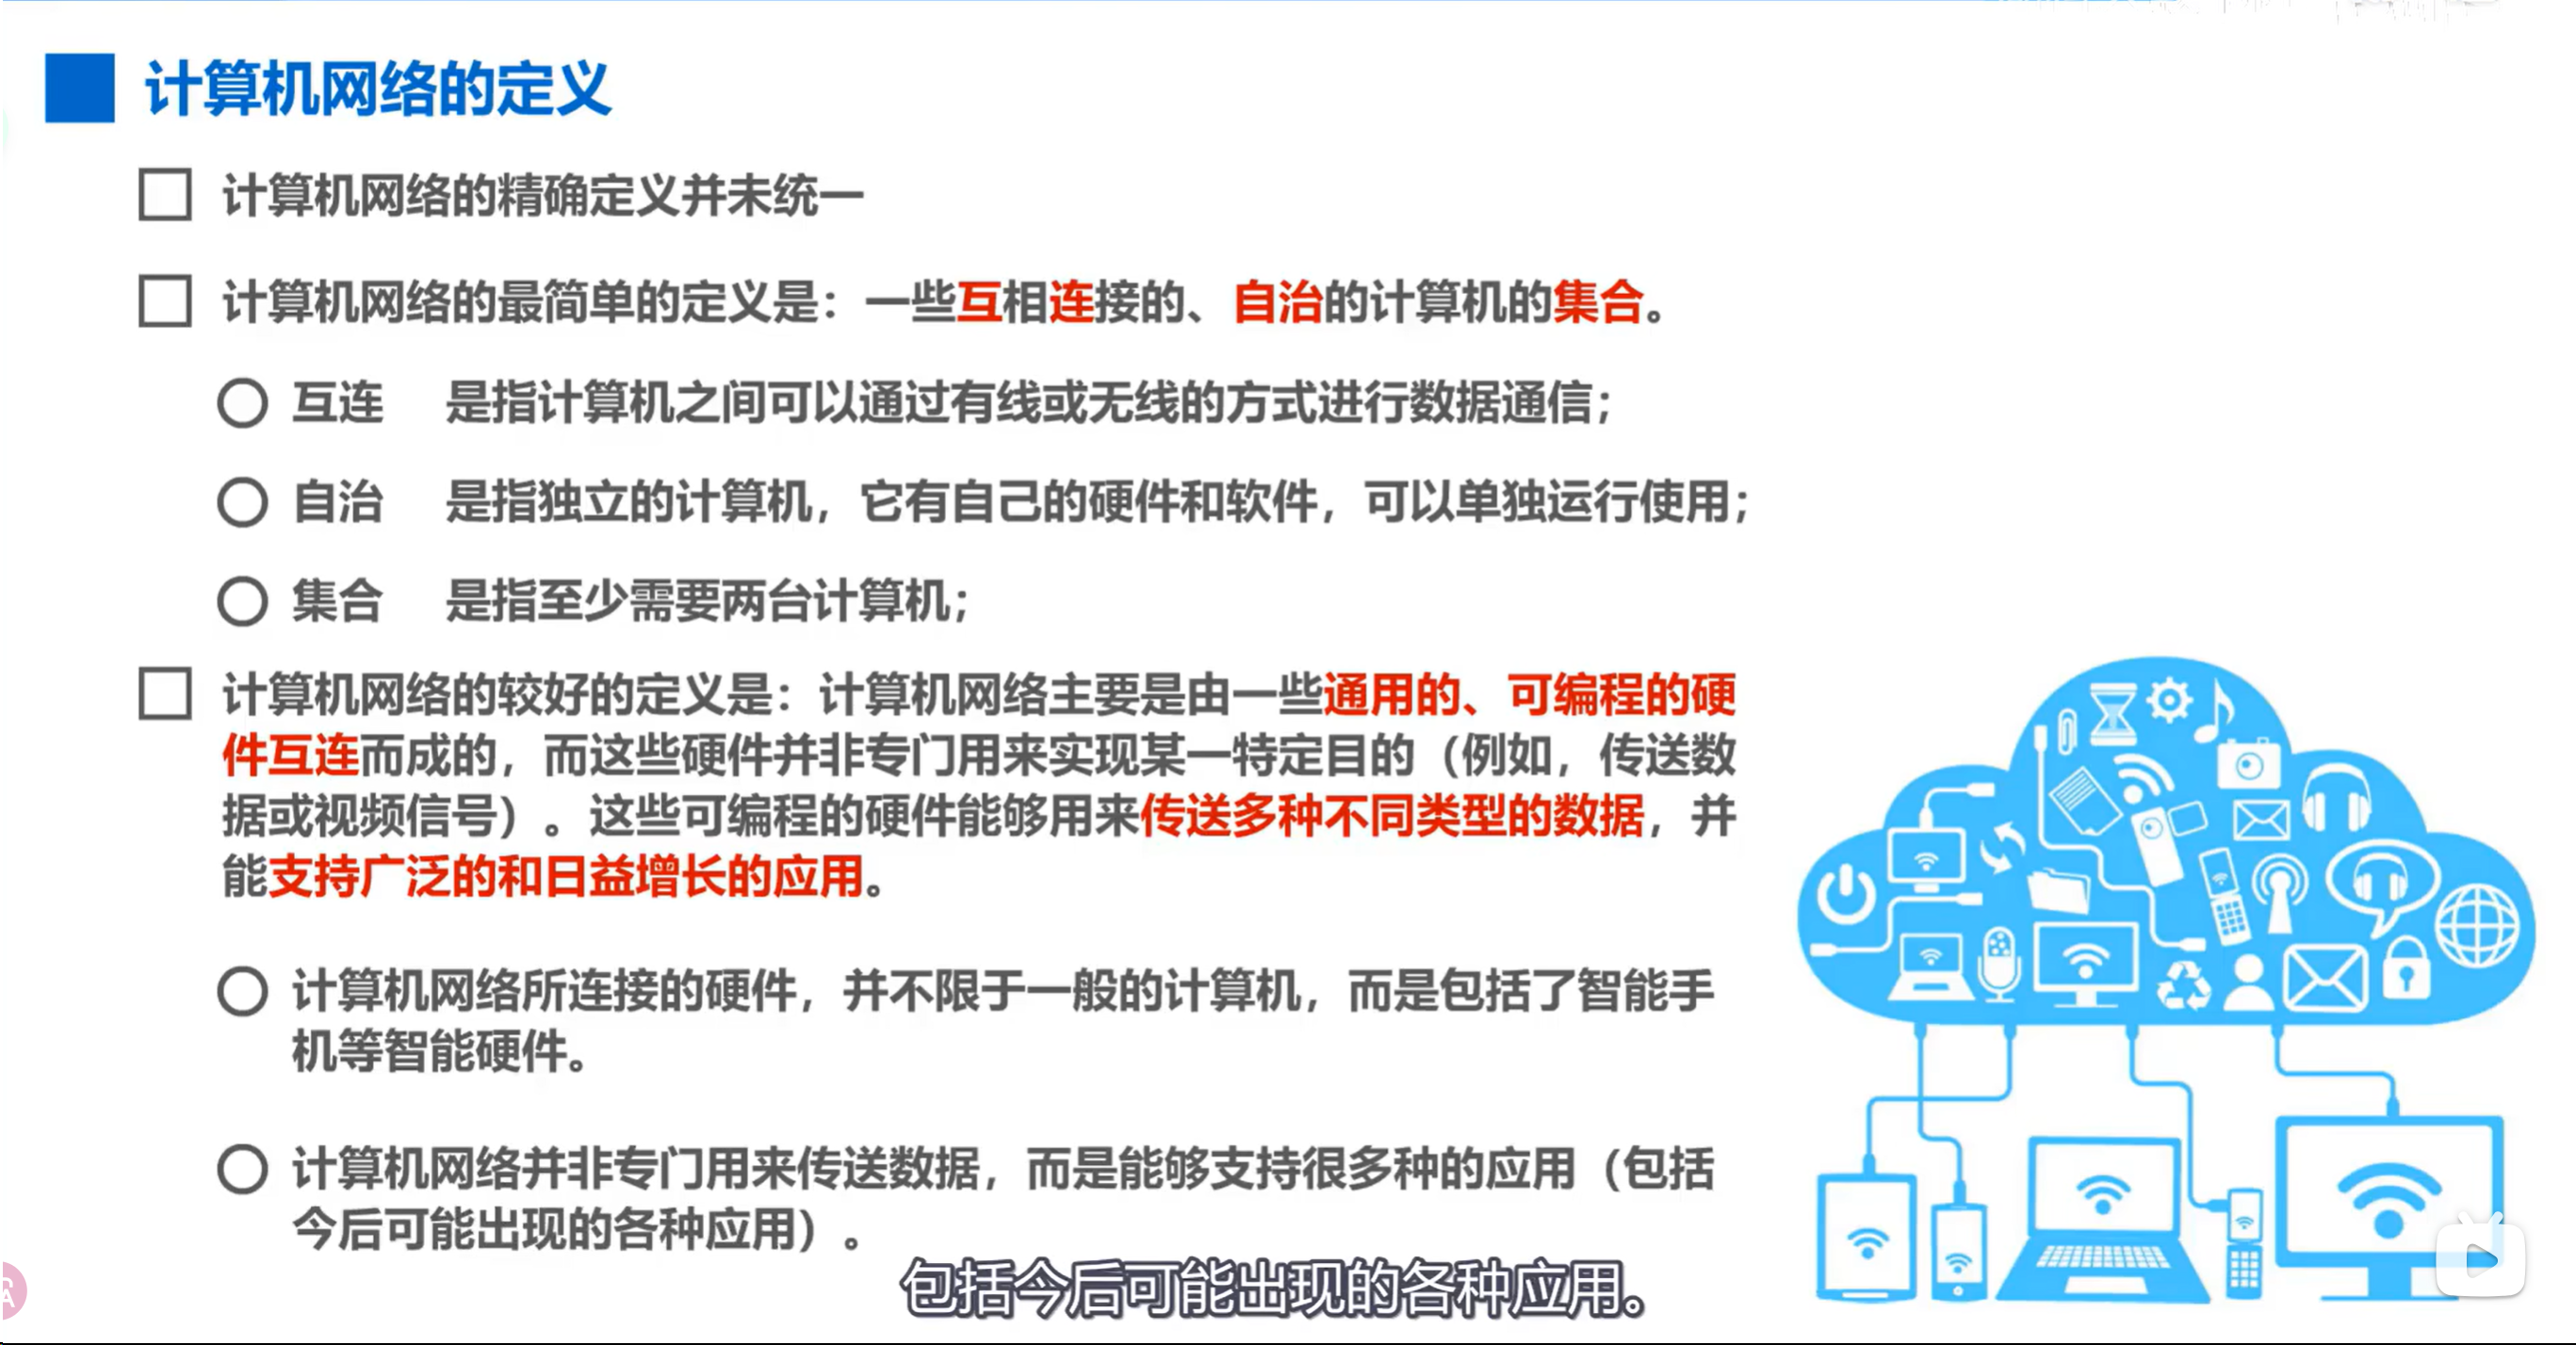 计算机网络的定义
计算机网络的精确定义并未统一
计算机网络的最简单的定义是：一些互相连接的、自治的计算机的集合。
互连 是指计算机之间可以通过有线或无线的方式进行数据通信；
自治 是指独立的计算机，它有自己的硬件和软件，可以单独运行使用；
集合 是指至少需要两台计算机；
计算机网络的较好的定义是：计算机网络主要是由一些通用的、可编程的硬
件互连而成的，而这些硬件并非专门用来实现某一特定目的（例如，传送数
据或视频信号）。这些可编程的硬件能够用来传送多种不同类型的数据，并
能支持广泛的和日益增长的应用。
计算机网络所连接的硬件，并不限于一般的计算机，而是包括了智能手
机等智能硬件。
计算机网络并非专门用来传送数据，而是能够支持很多种的应用（包括
今后可能出现的各种应用）。
包括今后可能出现的各种应用。